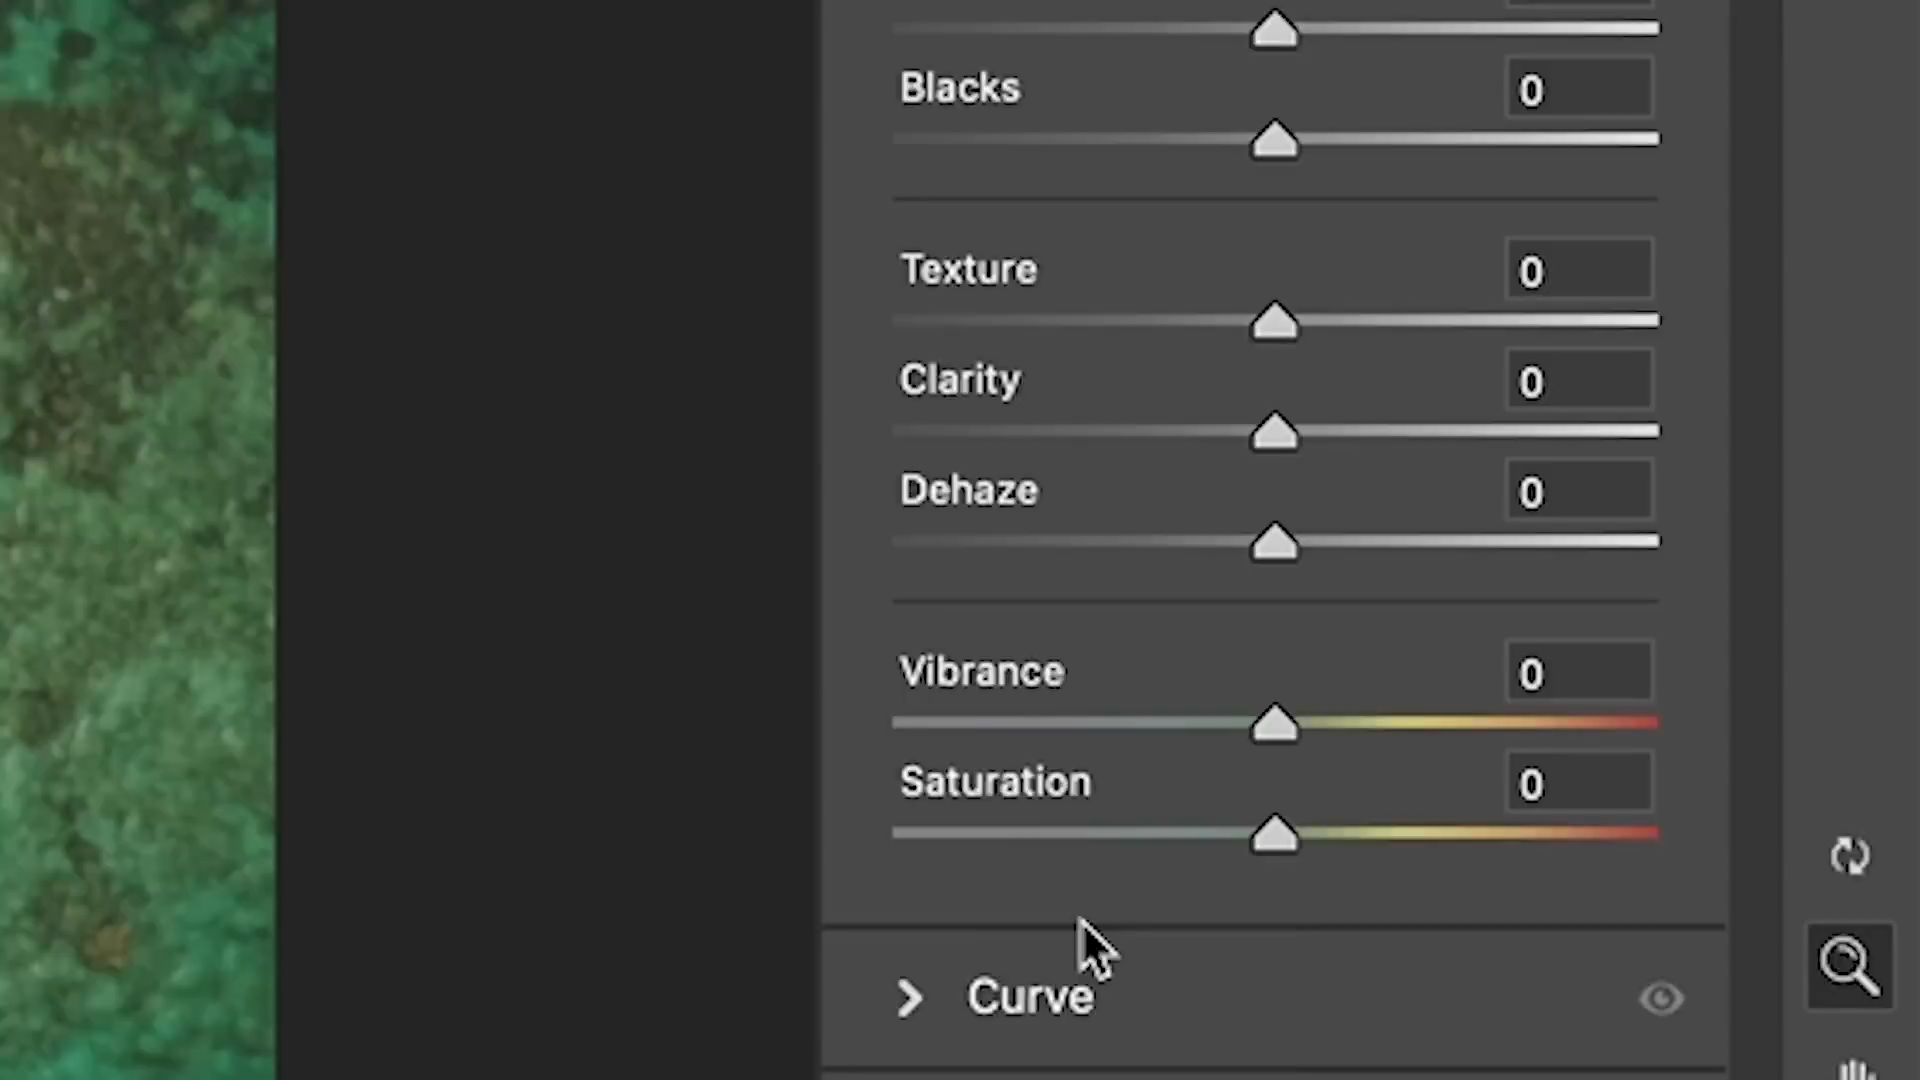 Blacks 0
Texture 0
Clarity 0
Dehaze 0
Vibrance 0
Saturation 0
Curve